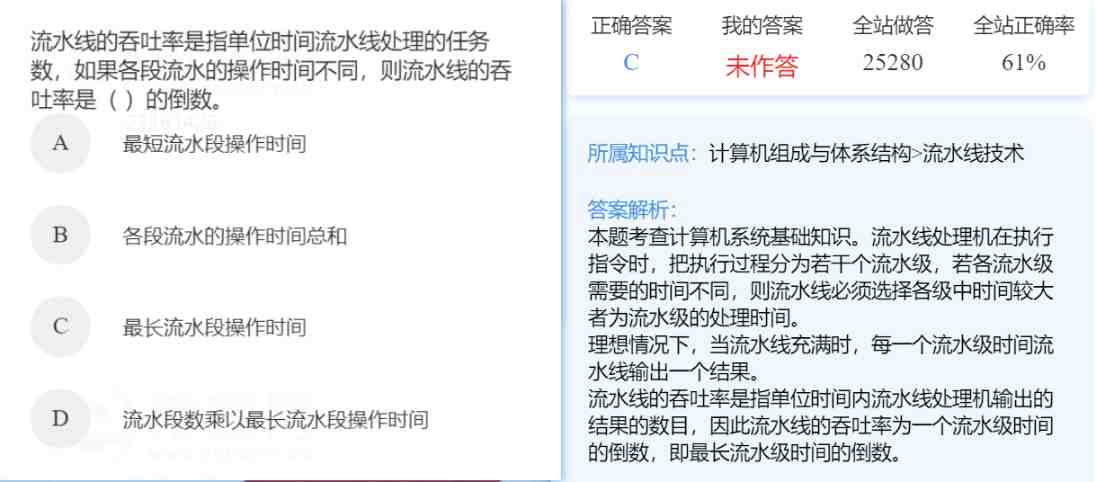 流水线的吞吐率是指单位时间流水线处理的任务
数，如果各段流水的操作时间不同，则流水线的吞
吐率是（ ）的倒数。
A 最短流水段操作时间
B 各段流水的操作时间总和
C 最长流水段操作时间
D 流水段数乘以最长流水段操作时间
正确答案 我的答案 全站做答 全站正确率
C 未作答 25280 61%
所属知识点：计算机组成与体系结构>流水线技术
答案解析：
本题考查计算机系统基础知识。流水线处理机在执行
指令时，把执行过程分为若干个流水级，若各流水级
需要的时间不同，则流水线必须选择各级中时间较大
者为流水级的处理时间。
理想情况下，当流水线充满时，每一个流水级时间流
水线输出一个结果。
流水线的吞吐率是指单位时间内流水线处理机输出的
结果的数目，因此流水线的吞吐率为一个流水级时间
的倒数，即最长流水级时间的倒数。